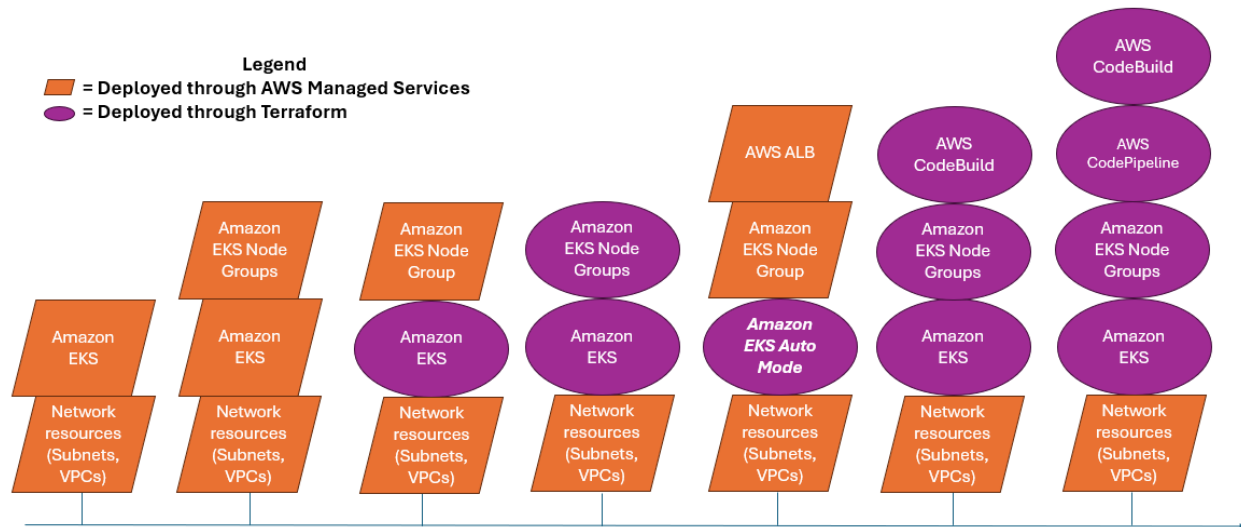 Legend
= Deployed through AWS Managed Services
= Deployed through Terraform
Amazon
EKS
Network
resources
(Subnets,
VPCs)
Amazon
EKS Node
Groups
Amazon
EKS
Network
resources
(Subnets,
VPCs)
Amazon
EKS Node
Group
Amazon
EKS
Network
resources
(Subnets,
VPCs)
Amazon
EKS Node
Groups
Amazon
EKS
Network
resources
(Subnets,
VPCs)
AWS ALB
Amazon
EKS Node
Group
Amazon
EKS Auto
Mode
Network
resources
(Subnets,
VPCs)
AWS
CodeBuild
Amazon
EKS Node
Groups
Amazon
EKS
Network
resources
(Subnets,
VPCs)
AWS
CodeBuild
AWS
CodePipeline
Amazon
EKS Node
Groups
Amazon
EKS
Network
resources
(Subnets,
VPCs)